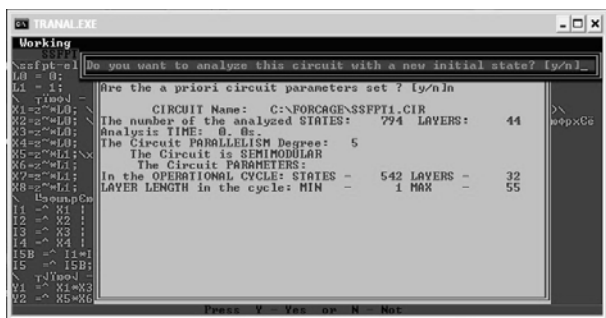 TRANAL.EXE
Working
SSFPT
\ssfpt-el
Do you want to analyze this circuit with a new initial state? [y/n]_
L0 = 0;
L1 = 1;
Are the a priori circuit parameters set ? [y/n]n
X1=z~*L0;
CIRCUIT Name: C:\FORCAGE\SSFPT1.CIR
X2=z~*L0;
The number of the analyzed STATES: 794 LAYERS: 44
X3=z~*L0;
Analysis TIME: 0. 0s.
X4=z~*L0;
The Circuit PARALLELISM Degree: 5
X5=z~*L1;
The Circuit is SEMIMODULAR
X6=z~*L1;
The Circuit PARAMETERS:
X7=z~*L1;
In the OPERATIONAL CYCLE: STATES - 542 LAYERS - 32
X8=z~*L1;
LAYER LENGTH in the cycle: MIN - 1 MAX - 55
I1 =^ X1 |
I2 =^ X2 |
I3 =^ X3 |
I4 =^ X4 |
I5B =^ I1*I
I5 =^ I5B;
Y1 =^ X1*X3
Y2 =^ X5*X6
Press Y - Yes or N - Not